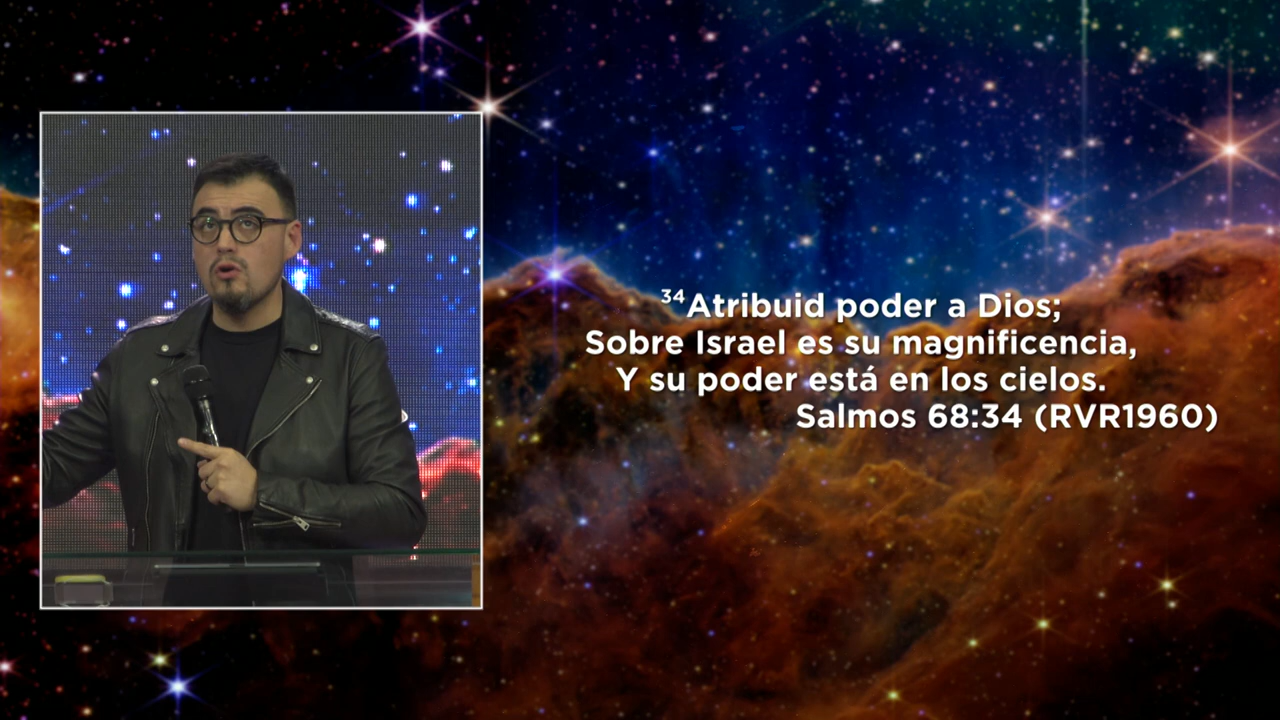 34Atribuid poder a Dios;
Sobre Israel es su magnificencia,
Y su poder está en los cielos.
Salmos 68:34 (RVR1960)